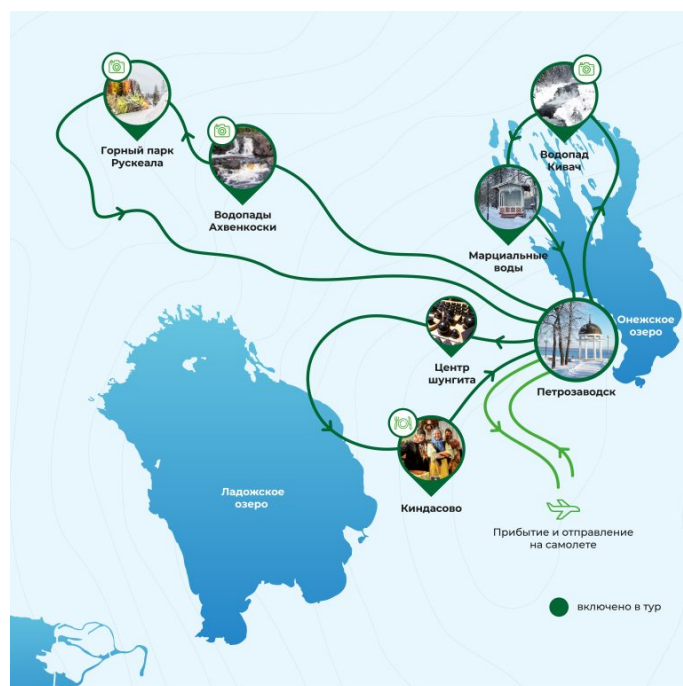 Горный парк
Рускеала
Водопады
Ахвенкоски
Водопад
Кивач
Марциальные
воды
Онежское
озеро
Центр
шунгита
Петрозаводск
Киндасово
Ладожское
озеро
Прибытие и отправление
на самолете
включено в тур